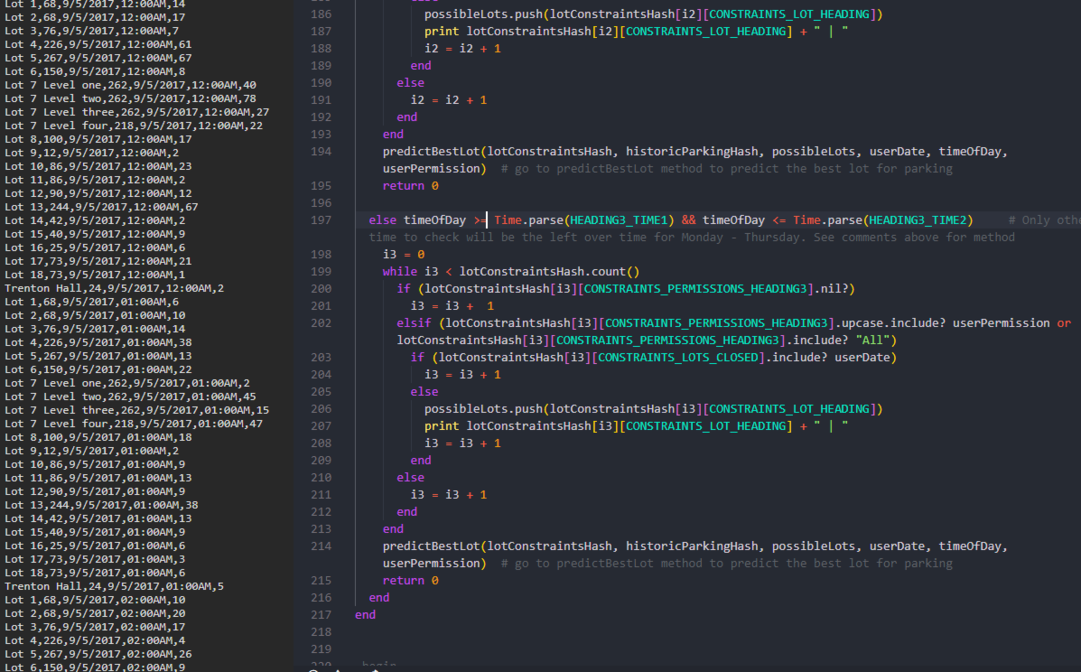 Lot 1,68,9/5/2017,12:00AM,14
Lot 2,68,9/5/2017,12:00AM,17
Lot 3,76,9/5/2017,12:00AM,7
Lot 4,226,9/5/2017,12:00AM,61
Lot 5,267,9/5/2017,12:00AM,67
Lot 6,150,9/5/2017,12:00AM,8
Lot 7 Level one,262,9/5/2017,12:00AM,40
Lot 7 Level two,262,9/5/2017,12:00AM,78
Lot 7 Level three,262,9/5/2017,12:00AM,27
Lot 7 Level four,218,9/5/2017,12:00AM,22
Lot 8,100,9/5/2017,12:00AM,17
Lot 9,12,9/5/2017,12:00AM,2
Lot 10,86,9/5/2017,12:00AM,23
Lot 11,86,9/5/2017,12:00AM,2
Lot 12,90,9/5/2017,12:00AM,12
Lot 13,244,9/5/2017,12:00AM,67
Lot 14,42,9/5/2017,12:00AM,2
Lot 15,40,9/5/2017,12:00AM,9
Lot 16,25,9/5/2017,12:00AM,6
Lot 17,73,9/5/2017,12:00AM,21
Lot 18,73,9/5/2017,12:00AM,1
Trenton Hall,24,9/5/2017,12:00AM,2
Lot 1,68,9/5/2017,01:00AM,6
Lot 2,68,9/5/2017,01:00AM,10
Lot 3,76,9/5/2017,01:00AM,14
Lot 4,226,9/5/2017,01:00AM,38
Lot 5,267,9/5/2017,01:00AM,13
Lot 6,150,9/5/2017,01:00AM,22
Lot 7 Level one,262,9/5/2017,01:00AM,2
Lot 7 Level two,262,9/5/2017,01:00AM,45
Lot 7 Level three,262,9/5/2017,01:00AM,15
Lot 7 Level four,218,9/5/2017,01:00AM,47
Lot 8,100,9/5/2017,01:00AM,18
Lot 9,12,9/5/2017,01:00AM,2
Lot 10,86,9/5/2017,01:00AM,9
Lot 11,86,9/5/2017,01:00AM,13
Lot 12,90,9/5/2017,01:00AM,9
Lot 13,244,9/5/2017,01:00AM,38
Lot 14,42,9/5/2017,01:00AM,13
Lot 15,40,9/5/2017,01:00AM,9
Lot 16,25,9/5/2017,01:00AM,6
Lot 17,73,9/5/2017,01:00AM,3
Lot 18,73,9/5/2017,01:00AM,6
Trenton Hall,24,9/5/2017,01:00AM,5
Lot 1,68,9/5/2017,02:00AM,10
Lot 2,68,9/5/2017,02:00AM,20
Lot 3,76,9/5/2017,02:00AM,17
Lot 4,226,9/5/2017,02:00AM,4
Lot 5,267,9/5/2017,02:00AM,26
Lot 6,150,9/5/2017,02:00AM,9
186 possibleLots.push(lotConstraintsHash[i2][CONSTRAINTS_LOT_HEADING])
187 print lotConstraintsHash[i2][CONSTRAINTS_LOT_HEADING] + " | "
188 i2 = i2 + 1
189 end
190 else
191 i2 = i2 + 1
192 end
193 end
194 predictBestLot(lotConstraintsHash, historicParkingHash, possibleLots, userDate, timeOfDay,
userPermission) # go to predictBestLot method to predict the best lot for parking
195 return 0
196
197 else timeOfDay >= Time.parse(HEADING3_TIME1) && timeOfDay <= Time.parse(HEADING3_TIME2) # Only othe
time to check will be the left over time for Monday - Thursday. See comments above for method
198 i3 = 0
199 while i3 < lotConstraintsHash.count()
200 if (lotConstraintsHash[i3][CONSTRAINTS_PERMISSIONS_HEADING3].nil?)
201 i3 = i3 + 1
202 elsif (lotConstraintsHash[i3][CONSTRAINTS_PERMISSIONS_HEADING3].upcase.include? userPermission or
lotConstraintsHash[i3][CONSTRAINTS_PERMISSIONS_HEADING3].include? "All")
203 if (lotConstraintsHash[i3][CONSTRAINTS_LOTS_CLOSED].include? userDate)
204 i3 = i3 + 1
205 else
206 possibleLots.push(lotConstraintsHash[i3][CONSTRAINTS_LOT_HEADING])
207 print lotConstraintsHash[i3][CONSTRAINTS_LOT_HEADING] + " | "
208 i3 = i3 + 1
209 end
210 else
211 i3 = i3 + 1
212 end
213 end
214 predictBestLot(lotConstraintsHash, historicParkingHash, possibleLots, userDate, timeOfDay,
userPermission) # go to predictBestLot method to predict the best lot for parking
215 return 0
216 end
217 end
218
219